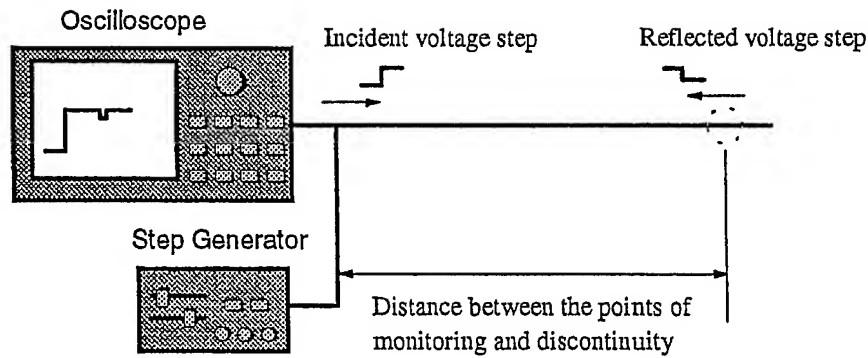 Oscilloscope
Incident voltage step
Reflected voltage step
Step Generator
Distance between the points of
monitoring and discontinuity